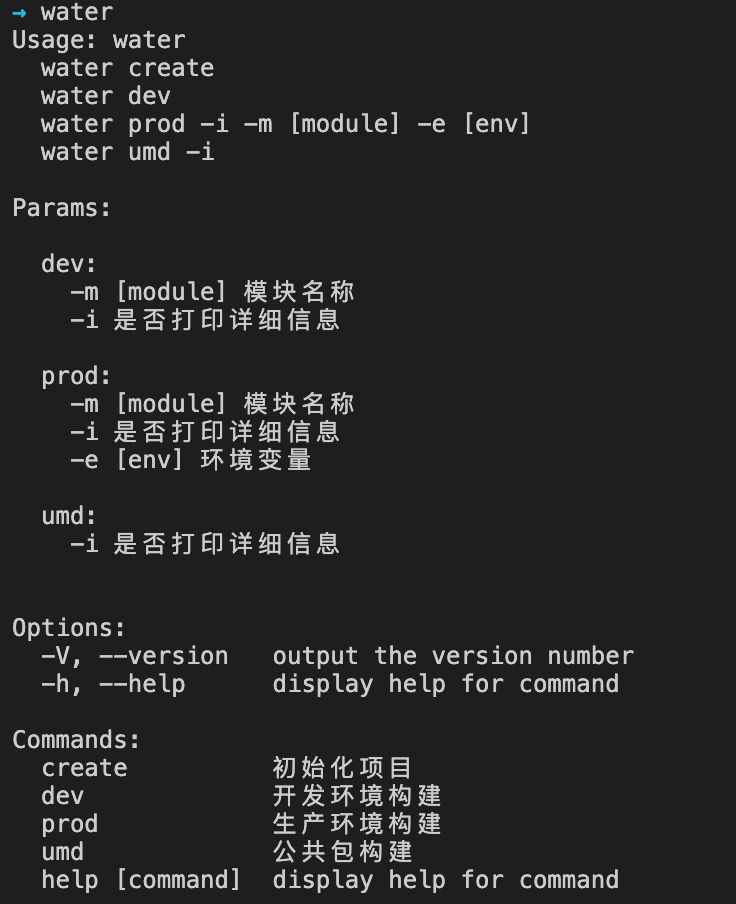 → water
Usage: water
water create
water dev
water prod -i -m [module] -e [env]
water umd -i
Params:
dev:
-m [module] 模块名称
-i 是否打印详细信息
prod:
-m [module] 模块名称
-i 是否打印详细信息
-e [env] 环境变量
umd:
-i 是否打印详细信息
Options:
-V, --version output the version number
-h, --help display help for command
Commands:
create 初始化项目
dev 开发环境构建
prod 生产环境构建
umd 公共包构建
help [command] display help for command